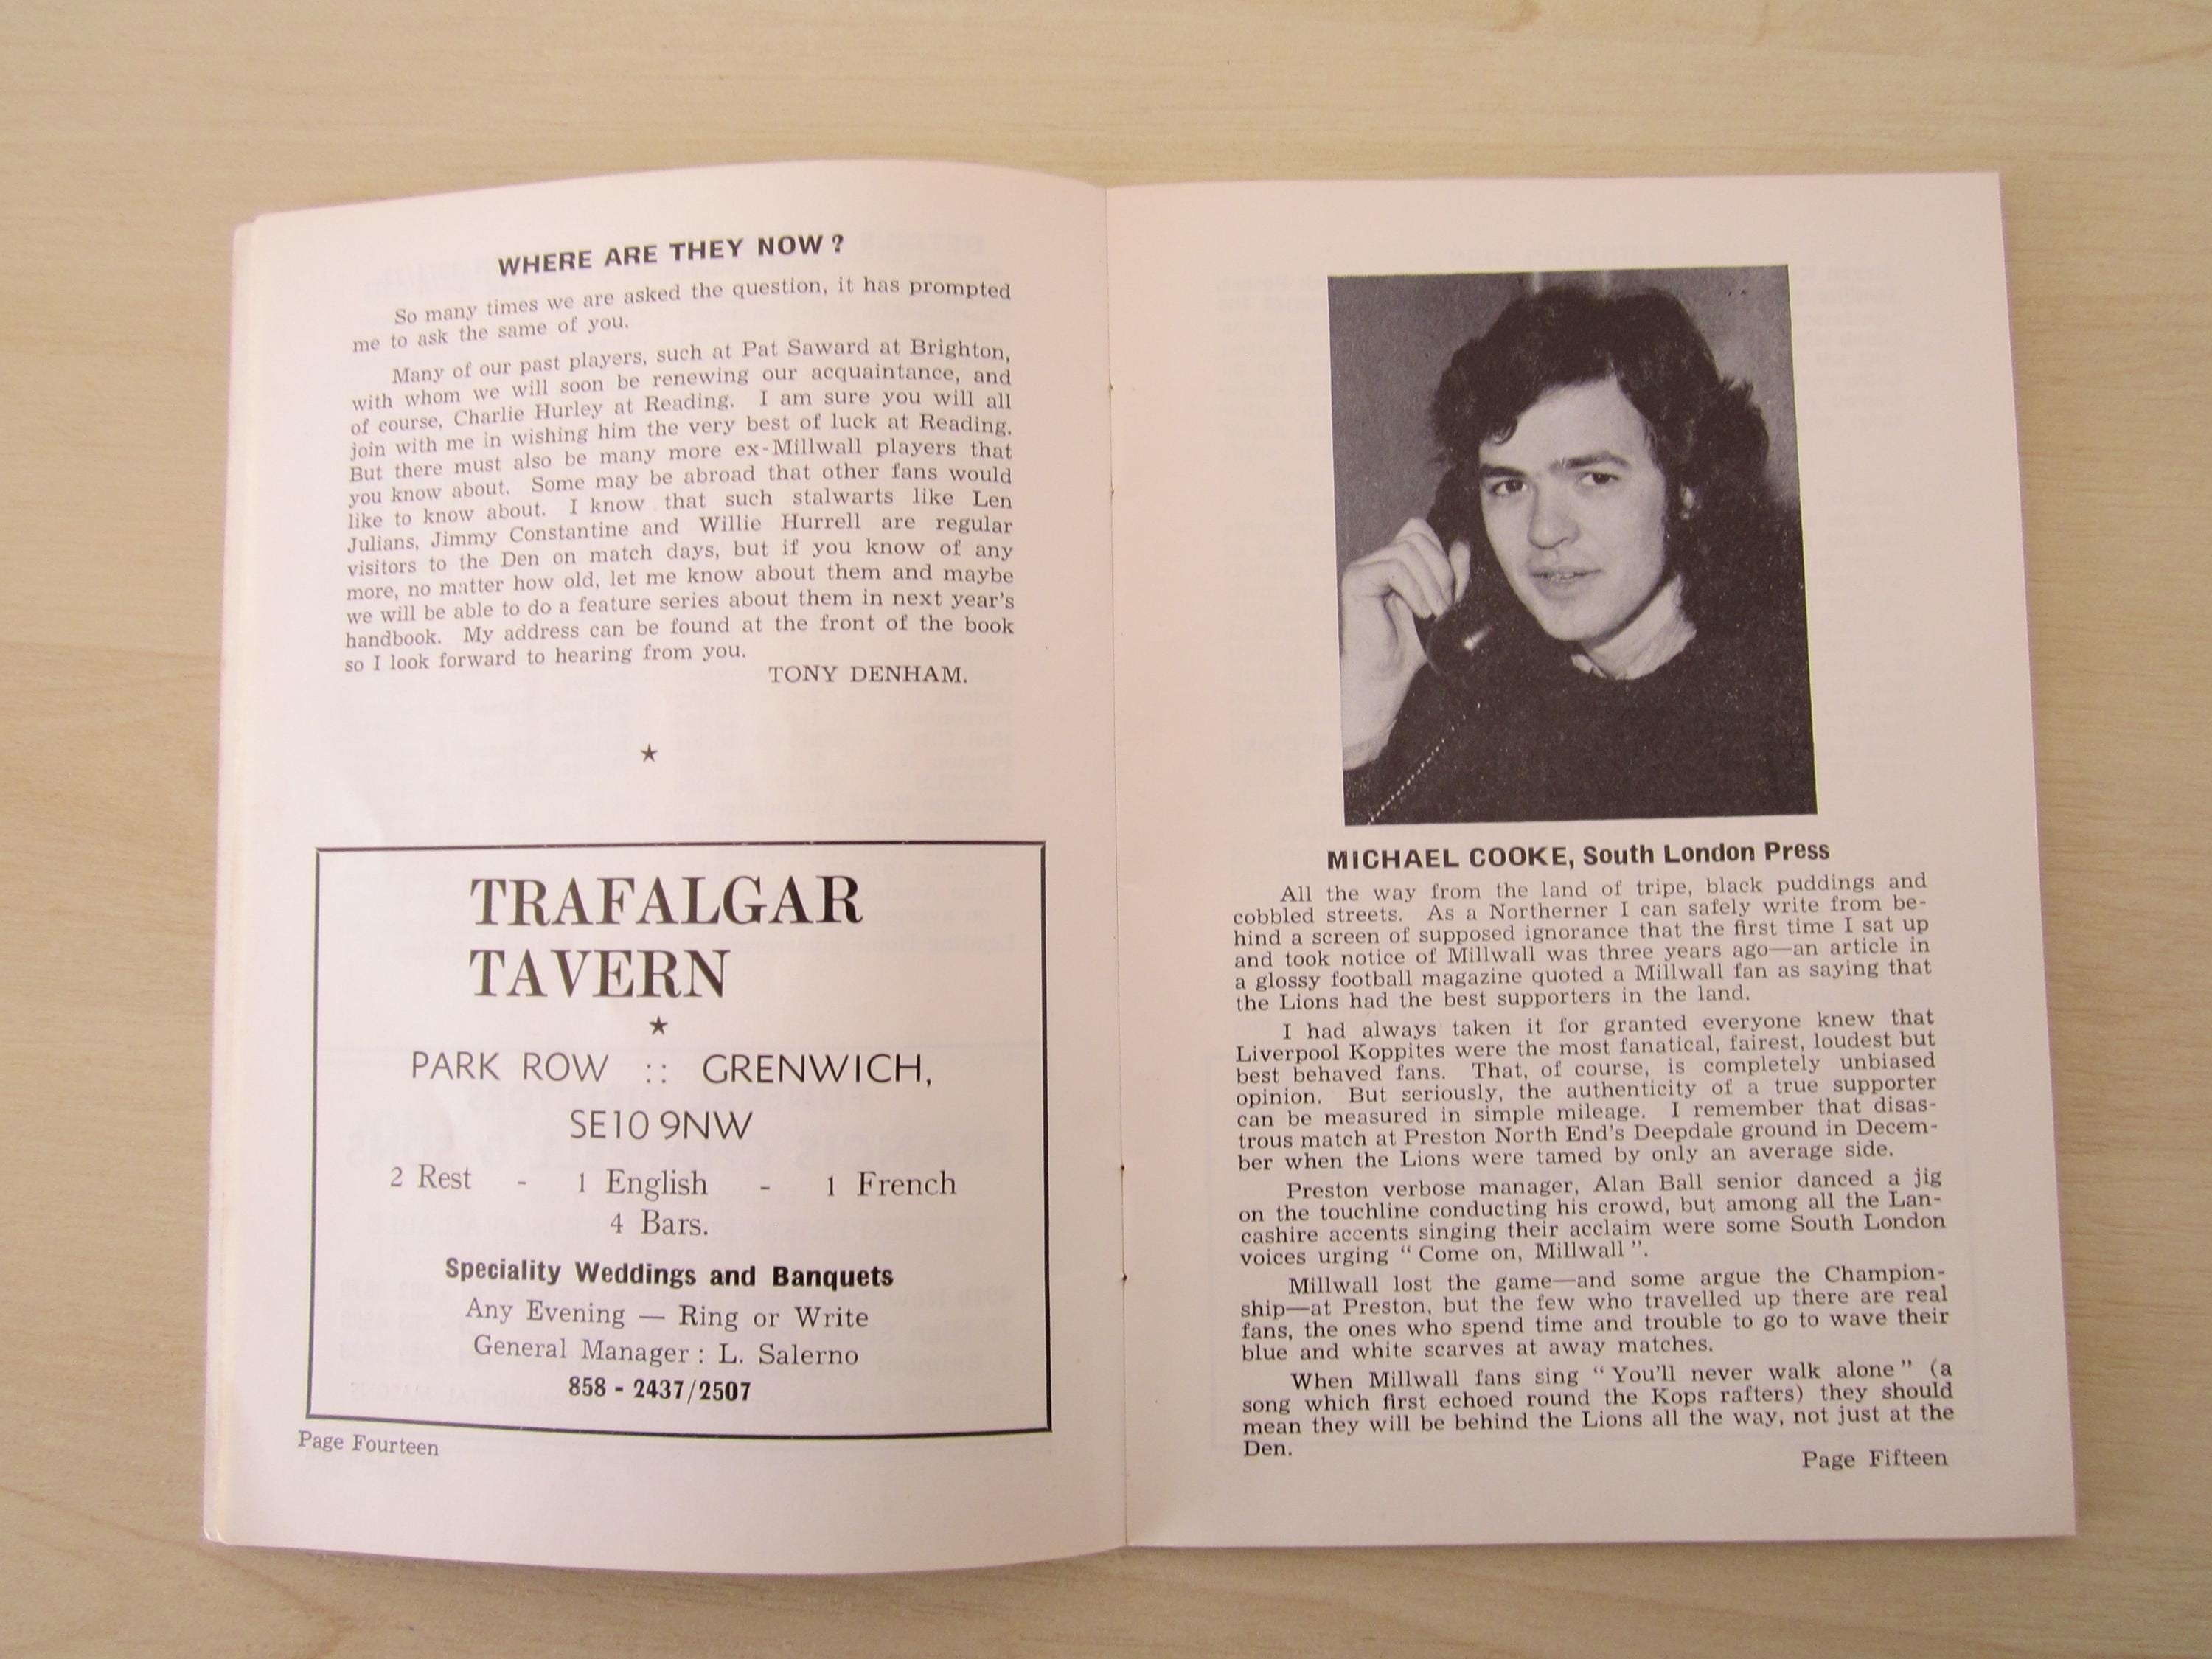 WHERE ARE THEY NOW ?
So many times we are asked the question, it has prompted
me to ask the same of you.
Many of our past players, such at Pat Saward at Brighton,
with whom we will soon be renewing our acquaintance, and
of course, Charlie Hurley at Reading. I am sure you will all
join with me in wishing him the very best of luck at Reading.
But there must also be many more ex-Millwall players that
you know about. Some may be abroad that other fans would
like to know about. I know that such stalwarts like Len
Julians, Jimmy Constantine and Willie Hurrell are regular
visitors to the Den on match days, but if you know of any
more, no matter how old, let me know about them and maybe
we will be able to do a feature series about them in next year's
handbook. My address can be found at the front of the book
so I look forward to hearing from you.
TONY DENHAM.
TRAFALGAR
TAVERN
PARK ROW :: GRENWICH,
SE10 9NW
2 Rest - 1 English - 1 French
4 Bars.
Speciality Weddings and Banquets
Any Evening — Ring or Write
General Manager : L. Salerno
858 - 2437/2507
Page Fourteen
MICHAEL COOKE, South London Press
All the way from the land of tripe, black puddings and
cobbled streets. As a Northerner I can safely write from be-
hind a screen of supposed ignorance that the first time I sat up
and took notice of Millwall was three years ago—an article in
a glossy football magazine quoted a Millwall fan as saying that
the Lions had the best supporters in the land.
I had always taken it for granted everyone knew that
Liverpool Koppites were the most fanatical, fairest, loudest but
best behaved fans. That, of course, is completely unbiased
opinion. But seriously, the authenticity of a true supporter
can be measured in simple mileage. I remember that disas-
trous match at Preston North End's Deepdale ground in Decem-
ber when the Lions were tamed by only an average side.
Preston verbose manager, Alan Ball senior danced a jig
on the touchline conducting his crowd, but among all the Lan-
cashire accents singing their acclaim were some South London
voices urging " Come on, Millwall ".
Millwall lost the game—and some argue the Champion-
ship—at Preston, but the few who travelled up there are real
fans, the ones who spend time and trouble to go to wave their
blue and white scarves at away matches.
When Millwall fans sing " You'll never walk alone " (a
song which first echoed round the Kops rafters) they should
mean they will be behind the Lions all the way, not just at the
Den.
Page Fifteen